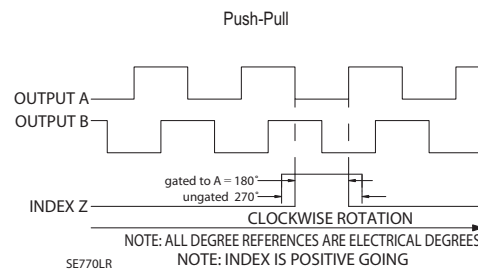 Push-Pull
OUTPUT A
OUTPUT B
gated to A = 180°
ungated 270°
INDEX Z
CLOCKWISE ROTATION
NOTE: ALL DEGREE REFERENCES ARE ELECTRICAL DEGREES
SE770LR
NOTE: INDEX IS POSITIVE GOING